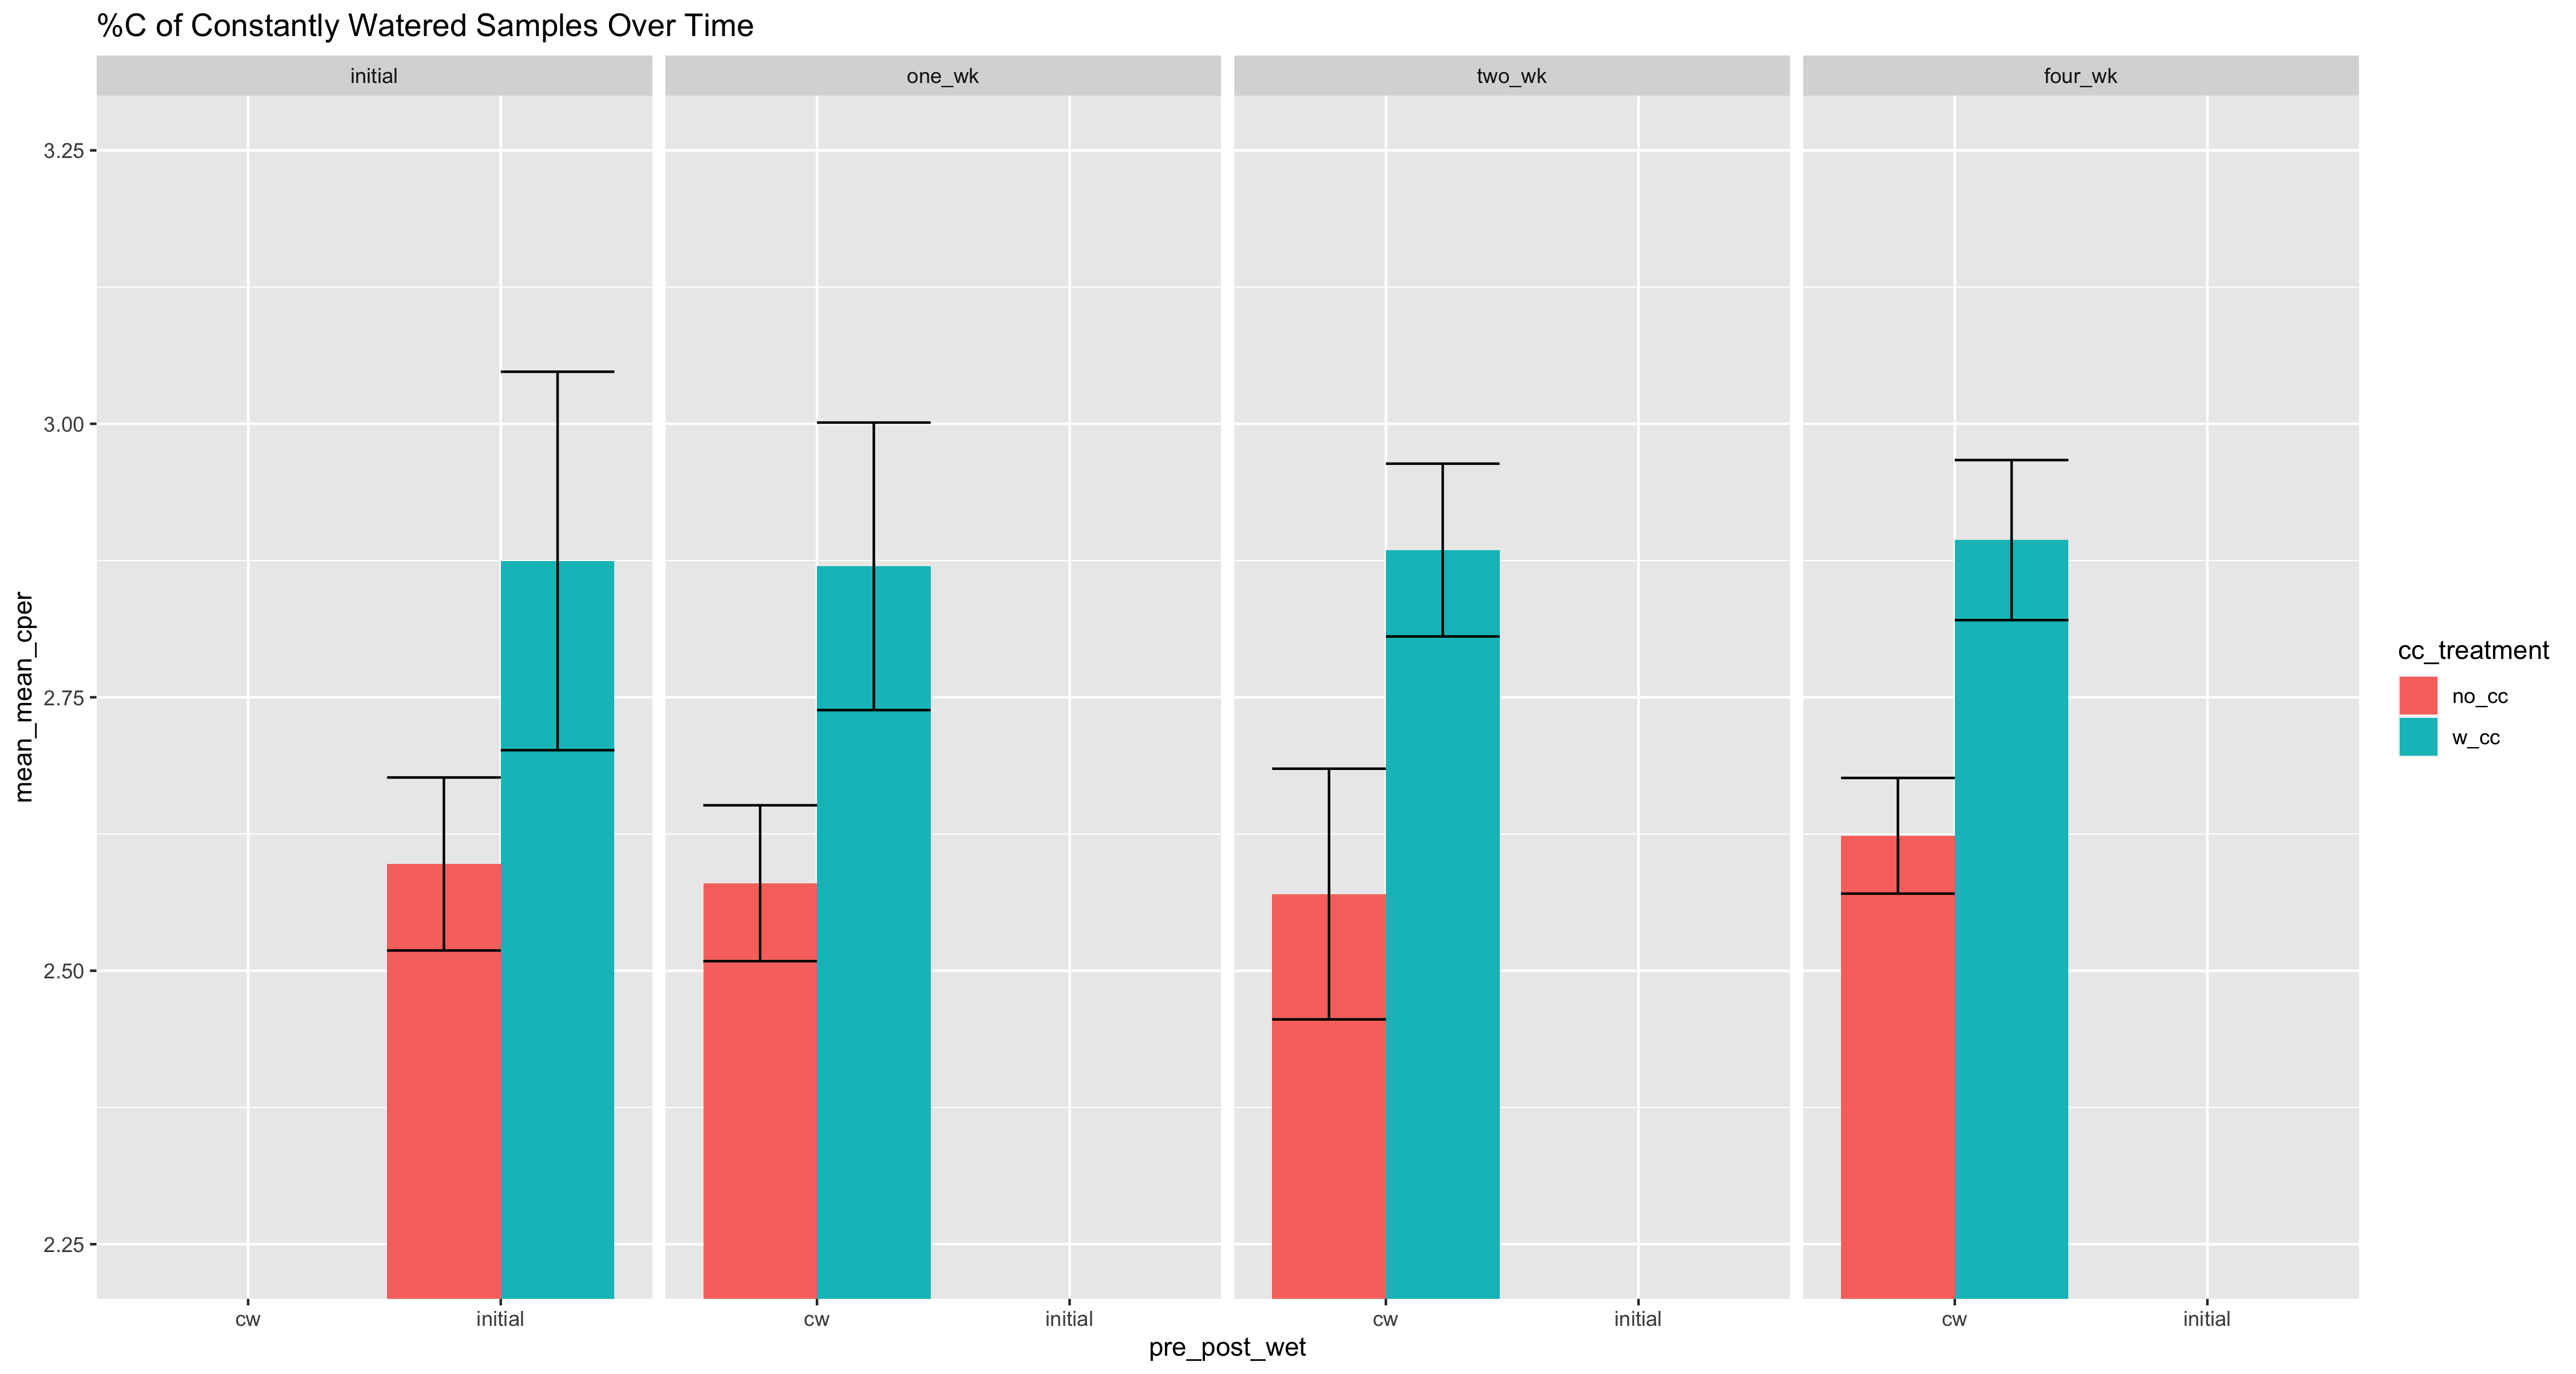 %C of Constantly Watered Samples Over Time
initial
one_wk
two_wk
four_wk
3.25
3.00
2.75
2.50
2.25
mean_mean_cper
cw
initial
cw
initial
cw
initial
cw
initial
pre_post_wet
cc_treatment
no_cc
w_cc